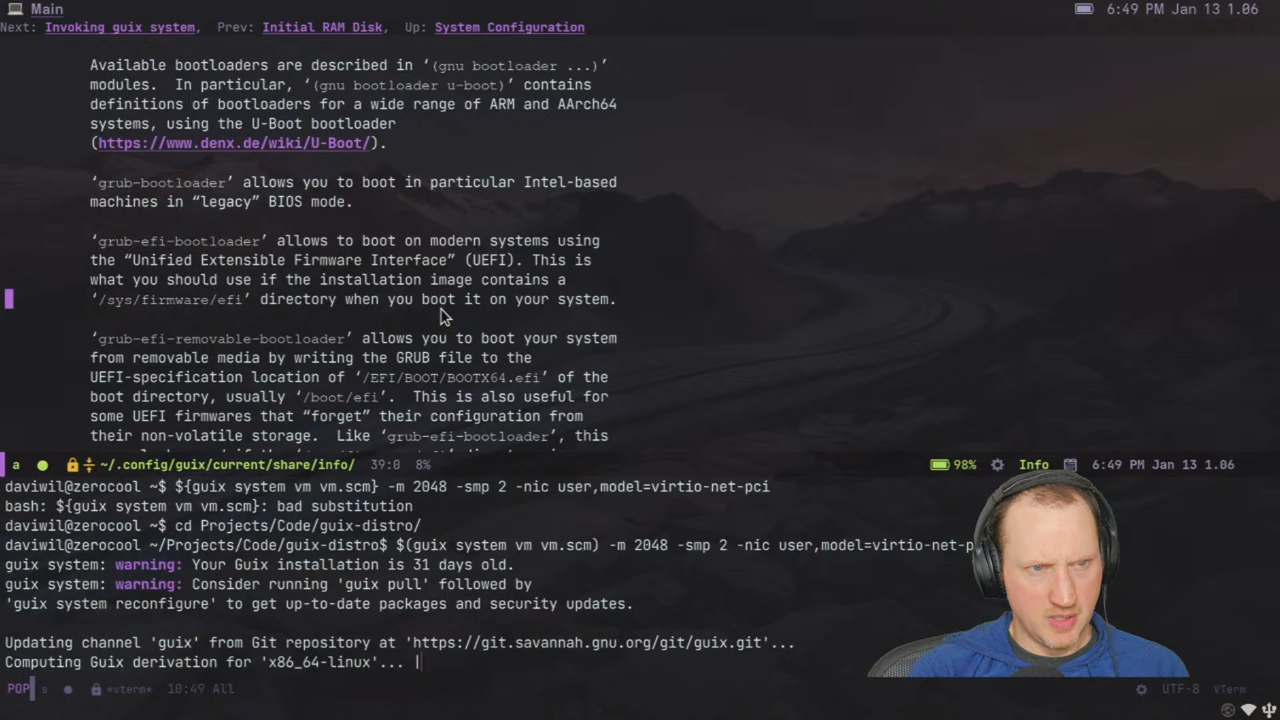 Main
6:49 PM Jan 13 1.06
Next: Invoking guix system, Prev: Initial RAM Disk, Up: System Configuration
Available bootloaders are described in ‘(gnu bootloader ...)’
modules. In particular, ‘(gnu bootloader u-boot)’ contains
definitions of bootloaders for a wide range of ARM and AArch64
systems, using the U-Boot bootloader
(https://www.denx.de/wiki/U-Boot/).
‘grub-bootloader’ allows you to boot in particular Intel-based
machines in “legacy” BIOS mode.
‘grub-efi-bootloader’ allows to boot on modern systems using
the “Unified Extensible Firmware Interface” (UEFI). This is
what you should use if the installation image contains a
‘/sys/firmware/efi’ directory when you boot it on your system.
‘grub-efi-removable-bootloader’ allows you to boot your system
from removable media by writing the GRUB file to the
UEFI-specification location of ‘/EFI/BOOT/BOOTX64.efi’ of the
boot directory, usually ‘/boot/efi’. This is also useful for
some UEFI firmwares that “forget” their configuration from
their non-volatile storage. Like ‘grub-efi-bootloader’, this
a ~/.config/guix/current/share/info/ 39:0 8% 98% Info 6:49 PM Jan 13 1.06
daviwil@zerocool ~$ ${guix system vm vm.scm} -m 2048 -smp 2 -nic user,model=virtio-net-pci
bash: ${guix system vm vm.scm}: bad substitution
daviwil@zerocool ~$ cd Projects/Code/guix-distro/
daviwil@zerocool ~/Projects/Code/guix-distro$ $(guix system vm vm.scm) -m 2048 -smp 2 -nic user,model=virtio-net-p
guix system: warning: Your Guix installation is 31 days old.
guix system: warning: Consider running 'guix pull' followed by
'guix system reconfigure' to get up-to-date packages and security updates.
Updating channel 'guix' from Git repository at 'https://git.savannah.gnu.org/git/guix.git'...
Computing Guix derivation for 'x86_64-linux'... |
POP s *vterm* 10:49 All UTF-8 VTerm